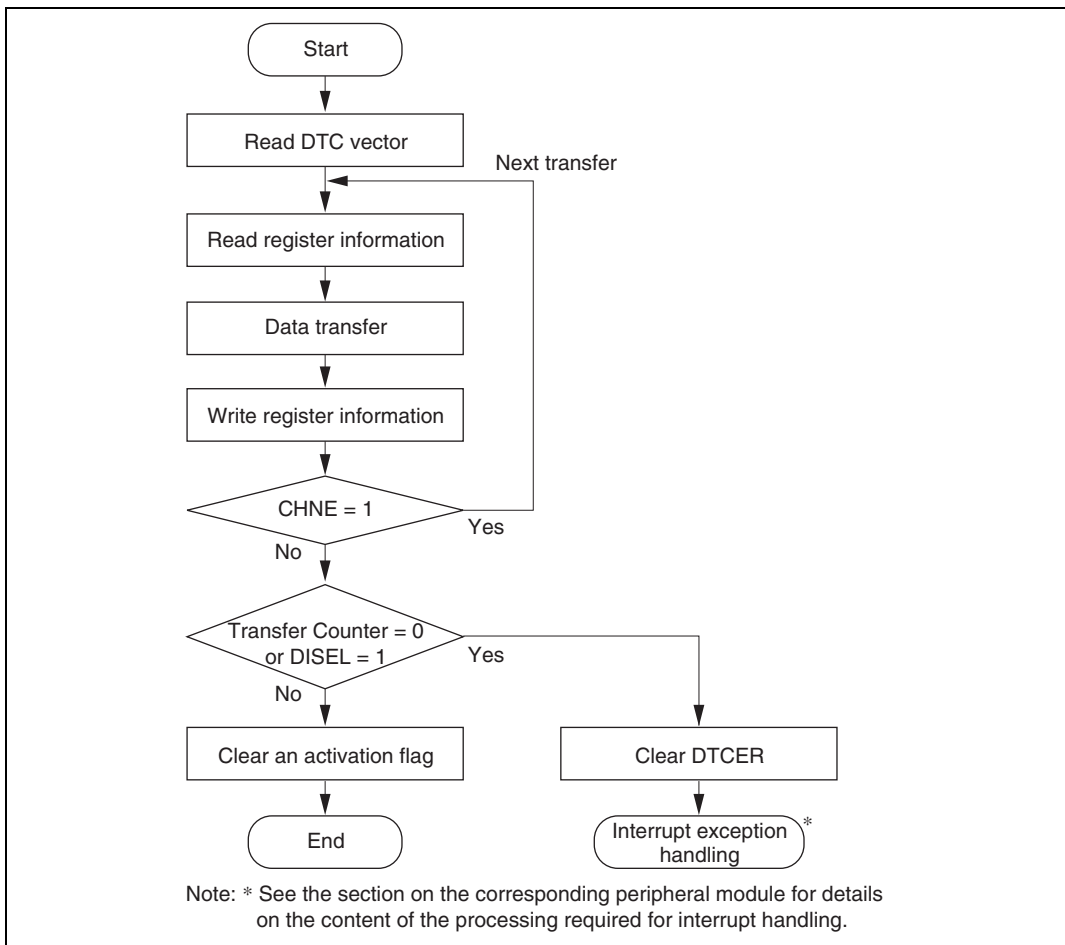 Start
Read DTC vector
Next transfer
Read register information
Data transfer
Write register information
CHNE = 1
Yes
No
Transfer Counter = 0
or DISEL = 1
Yes
No
Clear an activation flag
Clear DTCER
End
Interrupt exception *
handling
Note: * See the section on the corresponding peripheral module for details
on the content of the processing required for interrupt handling.